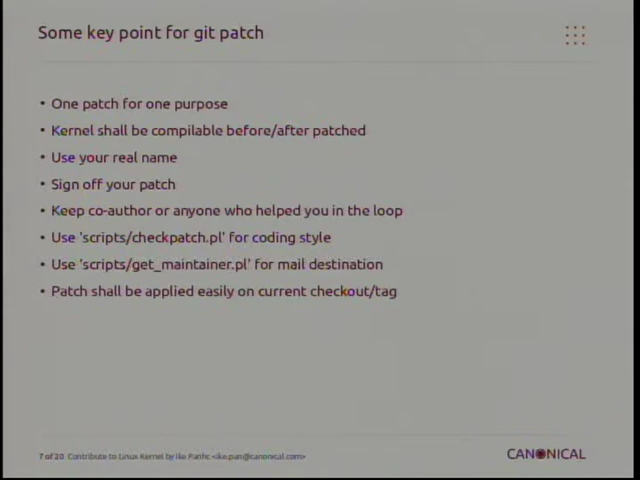 Some key point for git patch
• One patch for one purpose
• Kernel shall be compilable before/after patched
• Use your real name
• Sign off your patch
• Keep co-author or anyone who helped you in the loop
• Use 'scripts/checkpatch.pl' for coding style
• Use 'scripts/get_maintainer.pl' for mail destination
• Patch shall be applied easily on current checkout/tag
7 of 20 Contribute to Linux Kernel by Ike Panhc <ike.pan@canonical.com>
CANONICAL